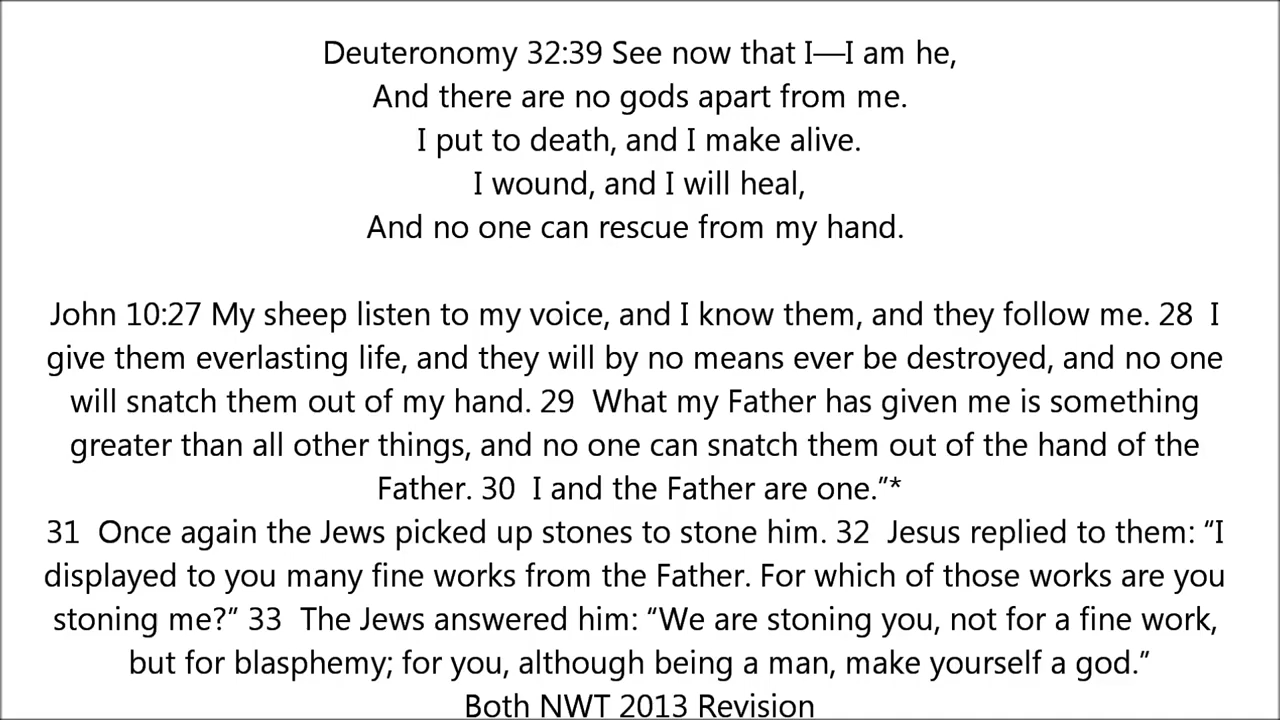 Deuteronomy 32:39 See now that I—I am he,
And there are no gods apart from me.
I put to death, and I make alive.
I wound, and I will heal,
And no one can rescue from my hand.
John 10:27 My sheep listen to my voice, and I know them, and they follow me. 28  I
give them everlasting life, and they will by no means ever be destroyed, and no one
will snatch them out of my hand. 29  What my Father has given me is something
greater than all other things, and no one can snatch them out of the hand of the
Father. 30  I and the Father are one.”*
31  Once again the Jews picked up stones to stone him. 32  Jesus replied to them: “I
displayed to you many fine works from the Father. For which of those works are you
stoning me?” 33  The Jews answered him: “We are stoning you, not for a fine work,
but for blasphemy; for you, although being a man, make yourself a god.”
Both NWT 2013 Revision